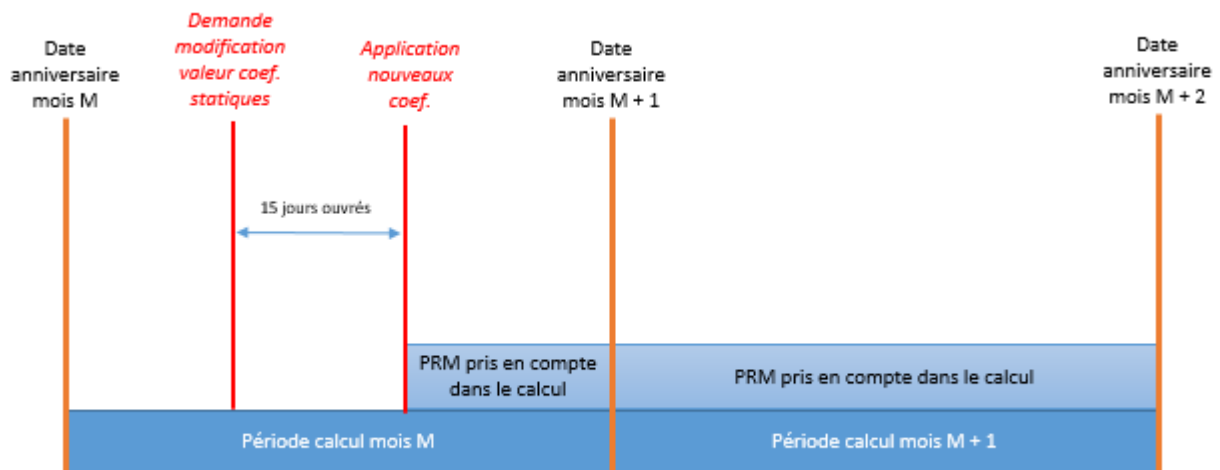 Date
anniversaire
mois M
Demande
modification
valeur coef.
statiques
Application
nouveaux
coef.
Date
anniversaire
mois M + 1
Date
anniversaire
mois M + 2
15 jours ouvrés
PRM pris en compte
dans le calcul
PRM pris en compte dans le calcul
Période calcul mois M
Période calcul mois M + 1